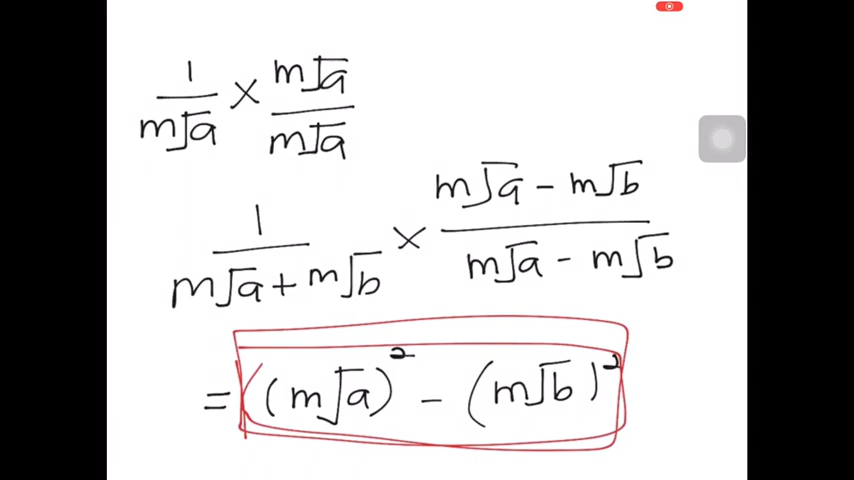 1/m√a × m√a/m√a
1/(m√a + m√b) × (m√a - m√b)/(m√a - m√b)
= (m√a)² - (m√b)²